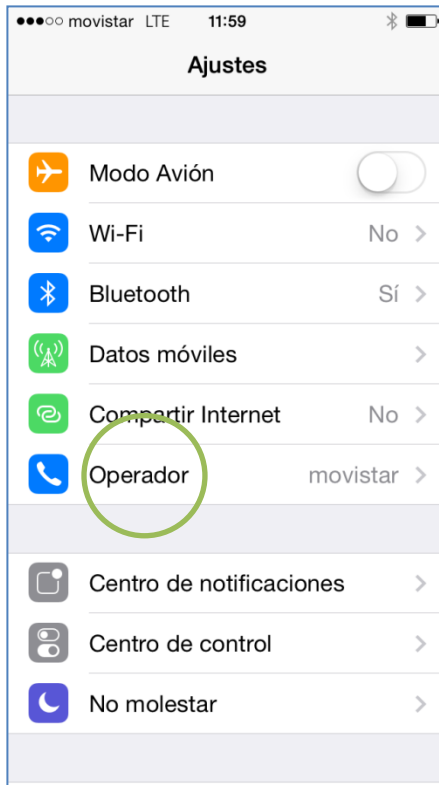 movistar LTE 11:59
Ajustes
Modo Avión
Wi-Fi No
Bluetooth Sí
Datos móviles
Compartir Internet No
Operador movistar
Centro de notificaciones
Centro de control
No molestar